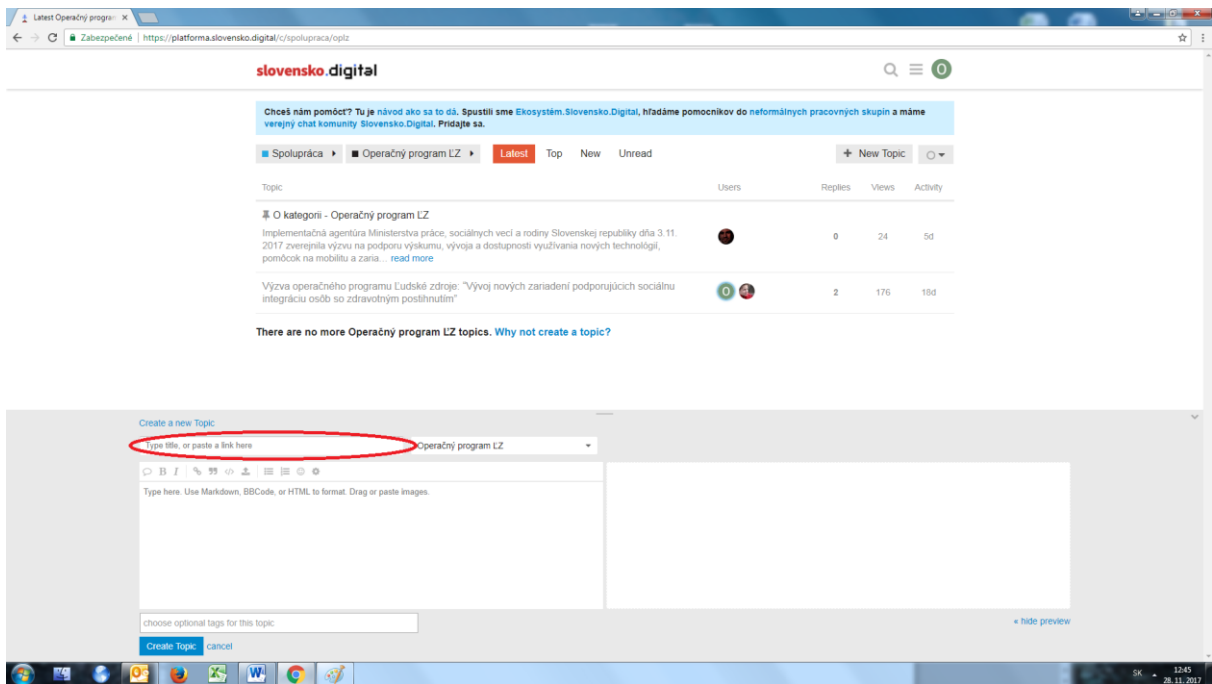 Latest Operačný progran
Zabezpečené | https://platforma.slovensko.digital/c/spolupraca/oplz
slovensko.digital
O
Chceš nám pomôcť? Tu je návod ako sa to dá. Spustili sme Ekosystém.Slovensko.Digital, hľadáme pomocníkov do neformálnych pracovných skupín a máme
verejný chat komunity Slovensko.Digital. Pridajte sa.
Spolupráca Operačný program ĽZ Latest Top New Unread + New Topic
Topic Users Replies Views Activity
O kategorii - Operačný program ĽZ
Implementačná agentúra Ministerstva práce, sociálnych vecí a rodiny Slovenskej republiky dňa 3.11.
2017 zverejnila výzvu na podporu výskumu, vývoja a dostupnosti využívania nových technológií,
pomôcok na mobilitu a zaria… read more
0 24 5d
Výzva operačného programu Ľudské zdroje: "Vývoj nových zariadení podporujúcich sociálnu
integráciu osôb so zdravotným postihnutím"
O 2 176 18d
There are no more Operačný program ĽZ topics. Why not create a topic?
Create a new Topic
Type title, or paste a link here Operačný program ĽZ
B I
Type here. Use Markdown, BBCode, or HTML to format. Drag or paste images.
choose optional tags for this topic
« hide preview
Create Topic cancel
SK 12:45
28. 11. 2017